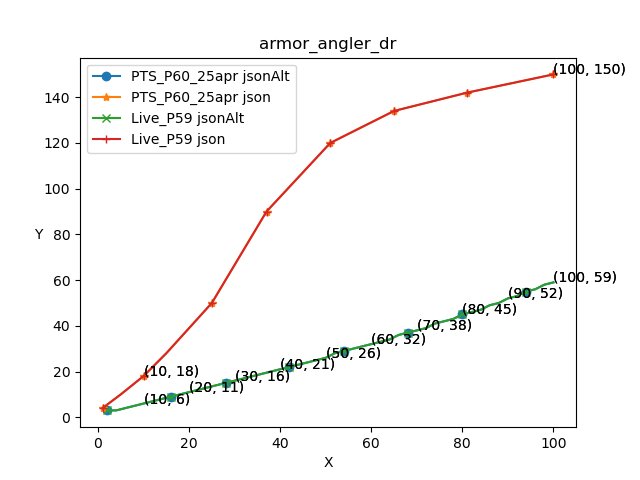 armor_angler_dr
PTS_P60_25apr jsonAlt
PTS_P60_25apr json
Live_P59 jsonAlt
Live_P59 json
(100, 150)
140
120
100
80
60
40
20
0
Y
(100, 59)
(90, 52)
(80, 45)
(70, 38)
(60, 32)
(50, 26)
(40, 21)
(30, 16)
(20, 11)
(10, 18)
(10, 6)
0 20 40 60 80 100
X